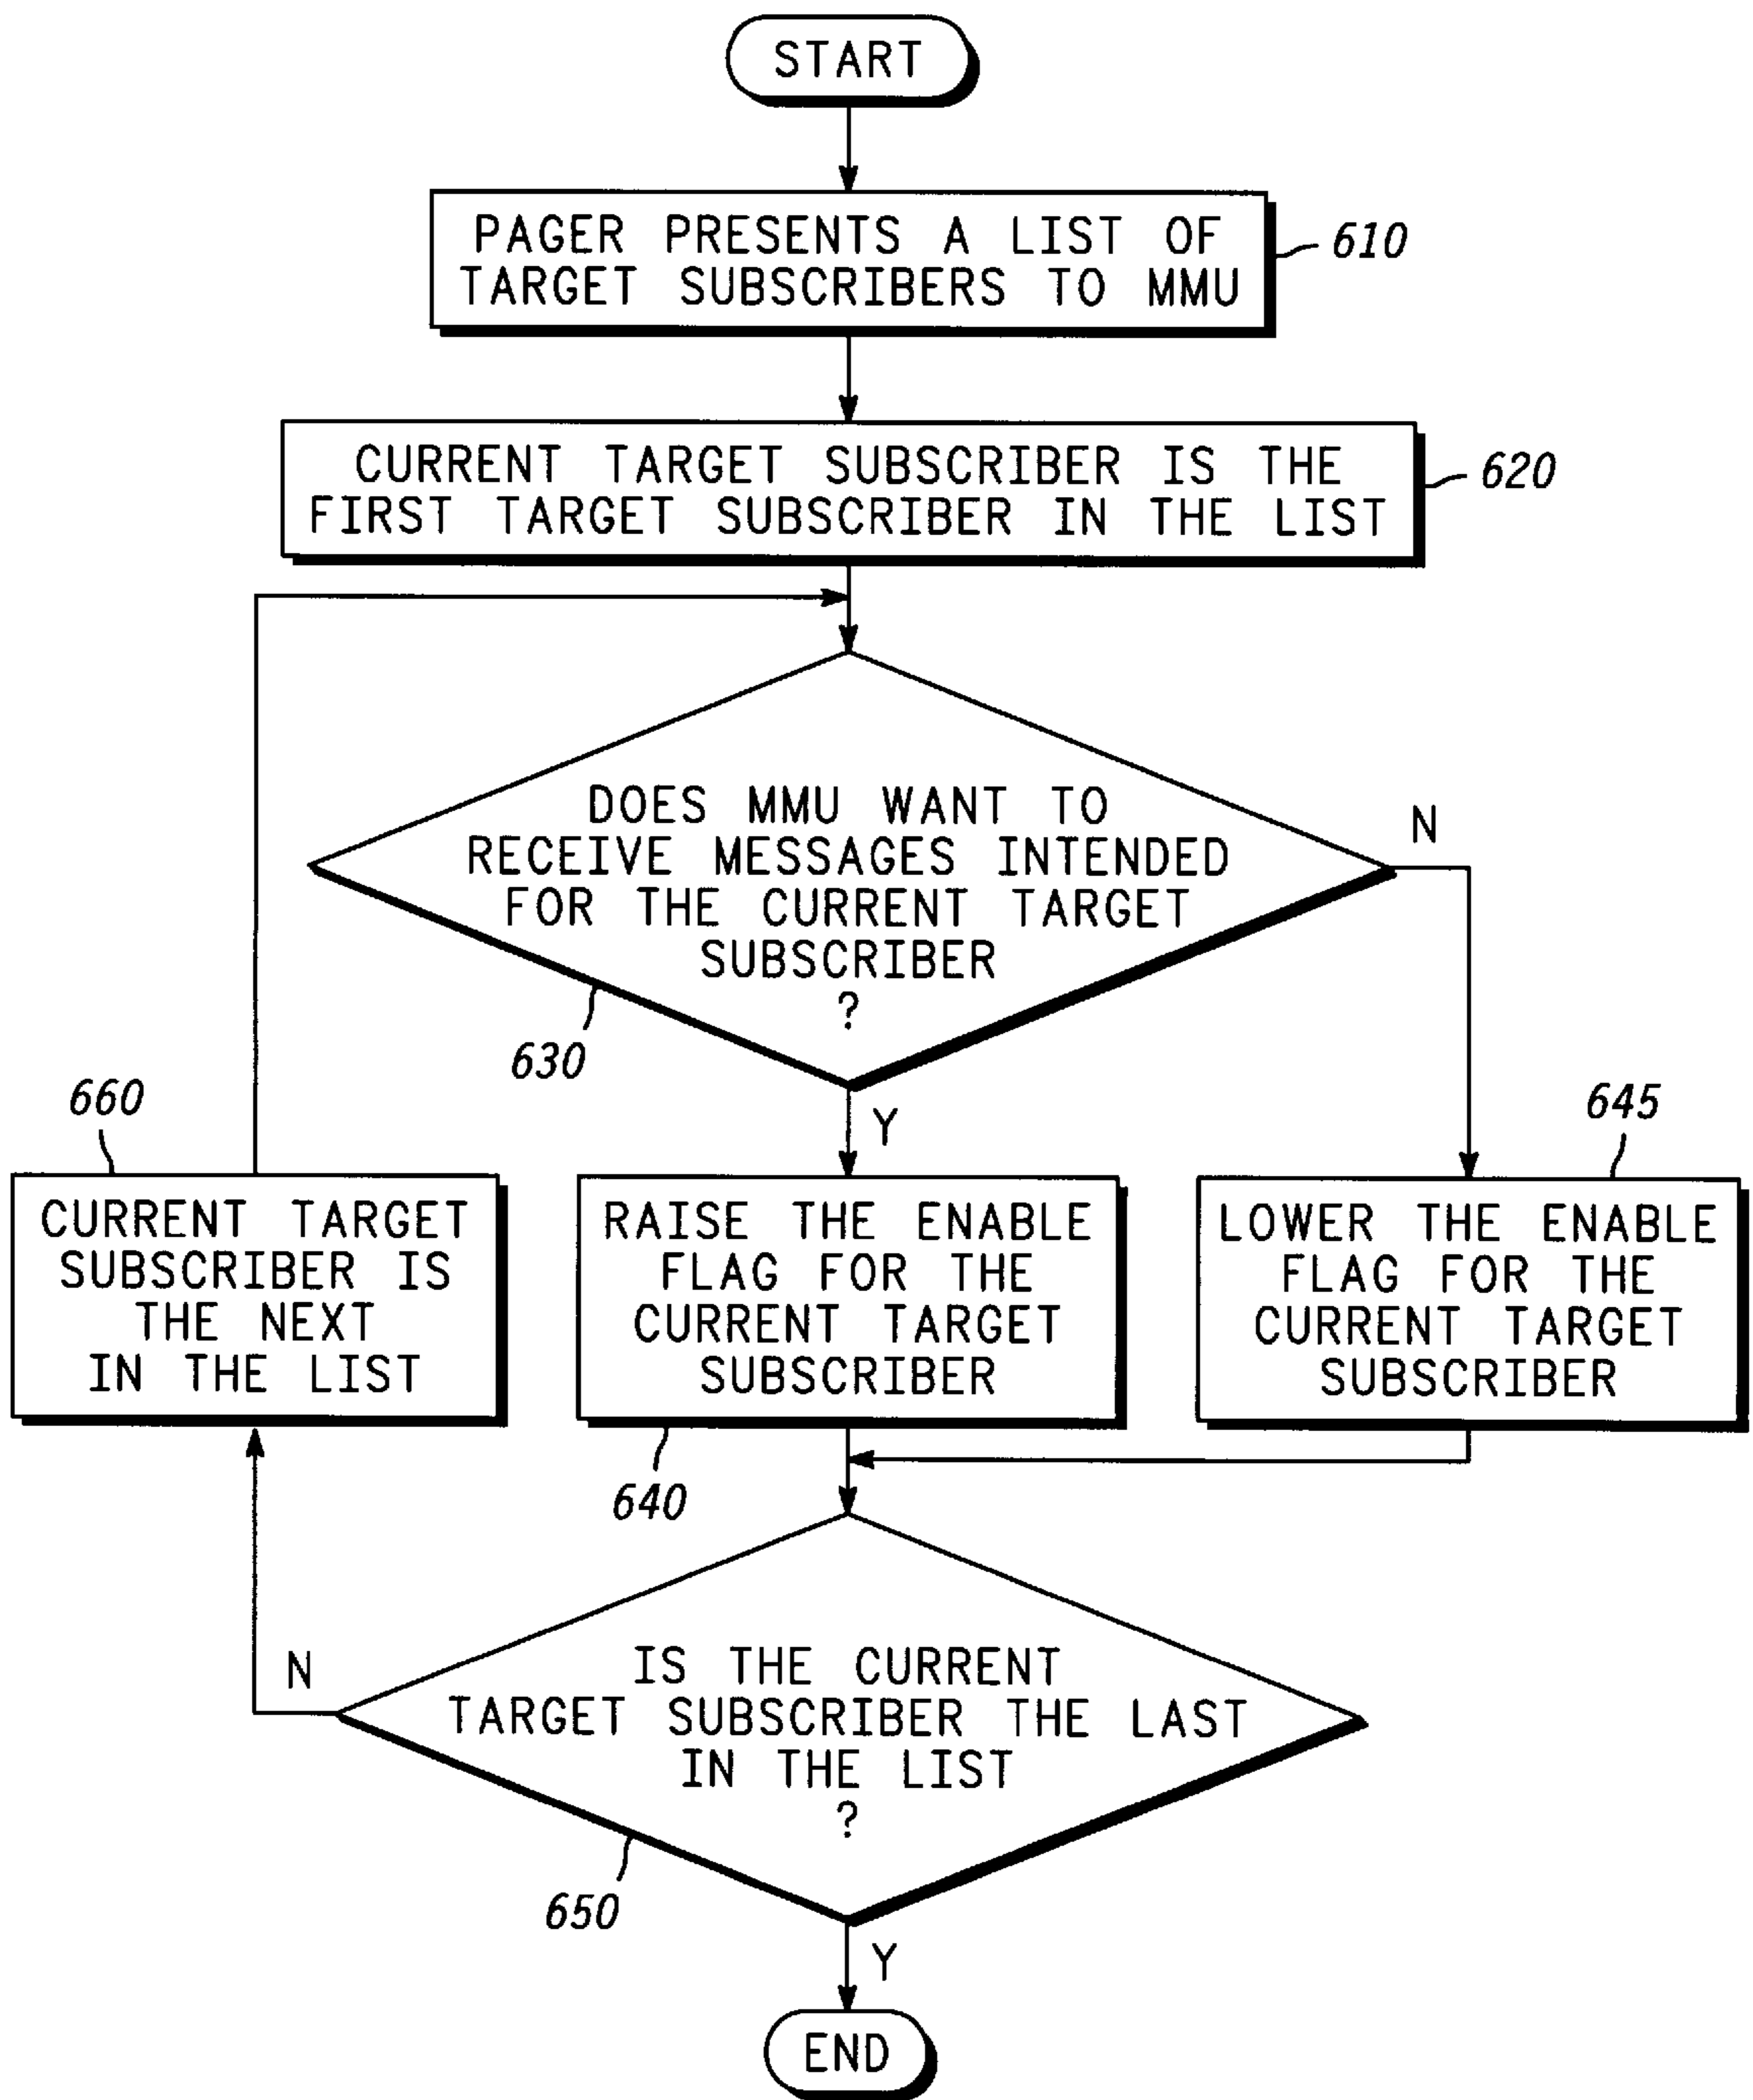 START
PAGER PRESENTS A LIST OF
TARGET SUBSCRIBERS TO MMU
610
CURRENT TARGET SUBSCRIBER IS THE
FIRST TARGET SUBSCRIBER IN THE LIST
620
DOES MMU WANT TO
RECEIVE MESSAGES INTENDED
FOR THE CURRENT TARGET
SUBSCRIBER
?
N
630
Y
660
CURRENT TARGET
SUBSCRIBER IS
THE NEXT
IN THE LIST
RAISE THE ENABLE
FLAG FOR THE
CURRENT TARGET
SUBSCRIBER
640
645
LOWER THE ENABLE
FLAG FOR THE
CURRENT TARGET
SUBSCRIBER
N
IS THE CURRENT
TARGET SUBSCRIBER THE LAST
IN THE LIST
?
650
Y
END